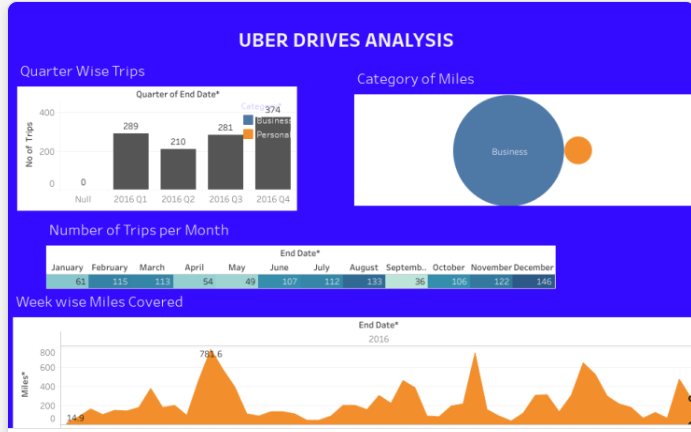 UBER DRIVES ANALYSIS
Quarter Wise Trips
Category of Miles
Quarter of End Date*
Category*
Business
Personal
No of Trips
400
200
0
0
289
210
281
374
Null
2016 Q1
2016 Q2
2016 Q3
2016 Q4
Business
Number of Trips per Month
End Date*
January February March April May June July August Septemb.. October November December
61 115 113 54 49 107 112 133 36 106 122 146
Week wise Miles Covered
End Date*
2016
Miles*
800
600
400
200
0
781.6
14.9